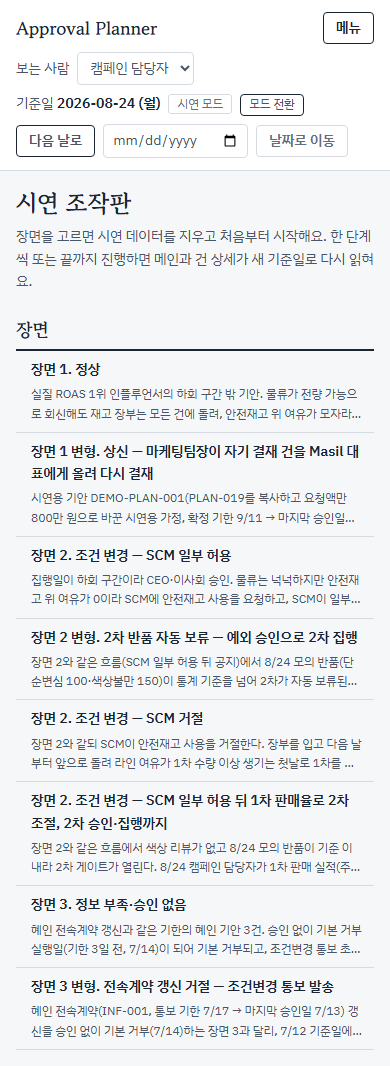 Approval Planner
메뉴
보는 사람 캠페인 담당자
기준일 2026-08-24 (월) 시연 모드 모드 전환
다음 날로 mm/dd/yyyy 날짜로 이동
시연 조작판
장면을 고르면 시연 데이터를 지우고 처음부터 시작해요. 한 단계
씩 또는 끝까지 진행하면 메인과 건 상세가 새 기준일로 다시 읽혀
요.
장면
장면 1. 정상
실질 ROAS 1위 인플루언서의 하회 구간 밖 기안. 물류가 전량 가능으
로 회신해도 재고 장부는 모든 건에 돌려, 안전재고 위 여유가 모자라...
장면 1 변형. 상신 — 마케팅팀장이 자기 결재 건을 Masil 대
표에게 올려 다시 결재
시연용 기안 DEMO-PLAN-001(PLAN-019를 복사하고 요청액만
800만 원으로 바꾼 시연용 가정, 확정 기한 9/11 → 마지막 승인일...
장면 2. 조건 변경 — SCM 일부 허용
집행일이 하회 구간이라 CEO·이사회 승인. 물류는 넉넉하지만 안전재
고 위 여유가 0이라 SCM에 안전재고 사용을 요청하고, SCM이 일부...
장면 2 변형. 2차 반품 자동 보류 — 예외 승인으로 2차 집행
장면 2와 같은 흐름(SCM 일부 허용 뒤 공지)에서 8/24 모의 반품(단
순변심 100·색상불만 150)이 통계 기준을 넘어 2차가 자동 보류된...
장면 2. 조건 변경 — SCM 거절
장면 2와 같되 SCM이 안전재고 사용을 거절한다. 장부를 입고 다음 날
부터 앞으로 돌려 라인 여유가 1차 수량 이상 생기는 첫날로 1차를 ...
장면 2. 조건 변경 — SCM 일부 허용 뒤 1차 판매율로 2차
조절, 2차 승인·집행까지
장면 2와 같은 흐름에서 색상 리뷰가 없고 8/24 모의 반품이 기준 이
내라 2차 게이트가 열린다. 8/24 캠페인 담당자가 1차 판매 실적(주...
장면 3. 정보 부족·승인 없음
혜인 전속계약 갱신과 같은 기한의 혜인 기안 3건. 승인 없이 기본 거부
실행일(기한 3일 전, 7/14)이 되어 기본 거부되고, 조건변경 통보 초...
장면 3 변형. 전속계약 갱신 거절 — 조건변경 통보 발송
혜인 전속계약(INF-001, 통보 기한 7/17 → 마지막 승인일 7/13) 갱
신을 승인 없이 기본 거부(7/14)하는 장면 3과 달리, 7/12 기준일에...